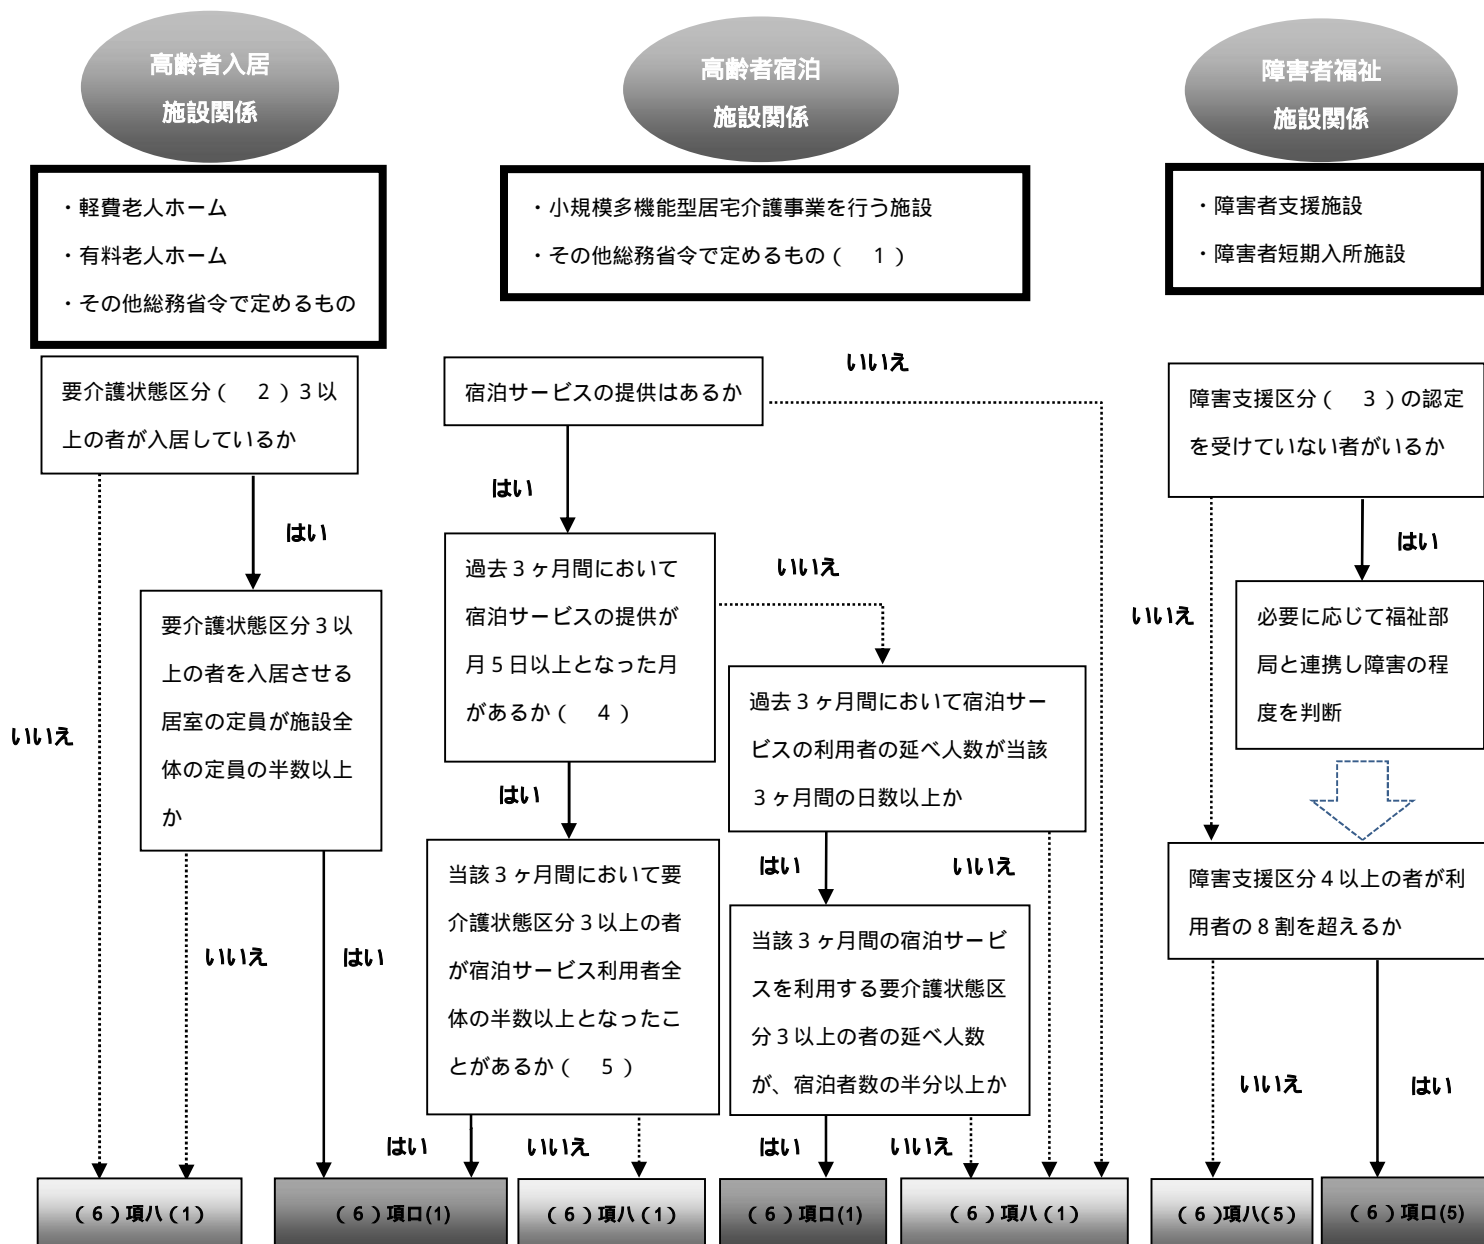 高齢者入居
施設関係
・軽費老人ホーム
・有料老人ホーム
・その他総務省令で定めるもの
要介護状態区分(　2)3以
上の者が入居しているか
はい
いいえ
要介護状態区分3以
上の者を入居させる
居室の定員が施設全
体の定員の半数以上
か
いいえ
はい
高齢者宿泊
施設関係
・小規模多機能型居宅介護事業を行う施設
・その他総務省令で定めるもの(　1)
宿泊サービスの提供はあるか
いいえ
はい
過去3ヶ月間において
宿泊サービスの提供が
月5日以上となった月
があるか(　4)
いいえ
はい
過去3ヶ月間において宿泊サー
ビスの利用者の延べ人数が当該
3ヶ月間の日数以上か
はい
いいえ
当該3ヶ月間において要
介護状態区分3以上の者
が宿泊サービス利用者全
体の半数以上となったこ
とがあるか(　5)
はい
いいえ
当該3ヶ月間の宿泊サービ
スを利用する要介護状態区
分3以上の者の延べ人数
が、宿泊者数の半分以上か
はい
いいえ
障害者福祉
施設関係
・障害者支援施設
・障害者短期入所施設
障害支援区分(　3)の認定
を受けていない者がいるか
はい
いいえ
必要に応じて福祉部
局と連携し障害の程
度を判断
障害支援区分4以上の者が利
用者の8割を超えるか
いいえ
はい
(6)項ハ(1)
(6)項ロ(1)
(6)項ハ(1)
(6)項ロ(1)
(6)項ハ(1)
(6)項ハ(5)
(6)項ロ(5)